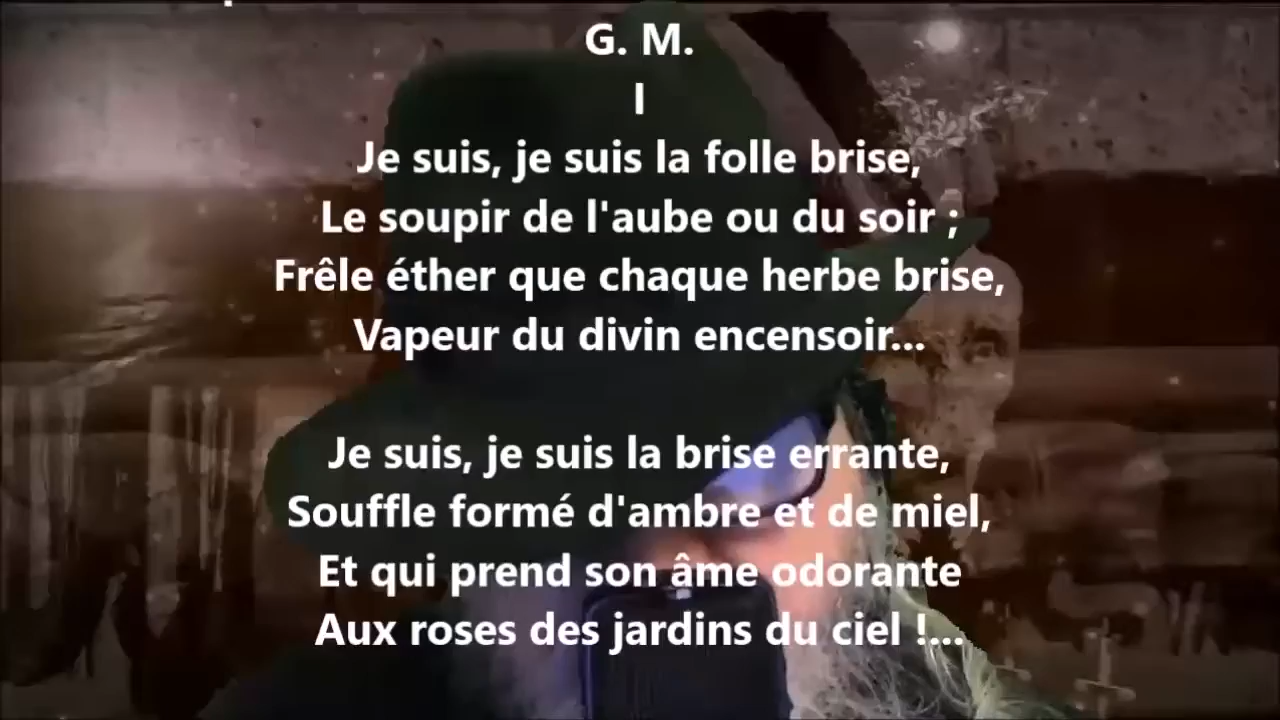 G. M.
I
Je suis, je suis la folle brise,
Le soupir de l'aube ou du soir ;
Frêle éther que chaque herbe brise,
Vapeur du divin encensoir...
Je suis, je suis la brise errante,
Souffle formé d'ambre et de miel,
Et qui prend son âme odorante
Aux roses des jardins du ciel !...